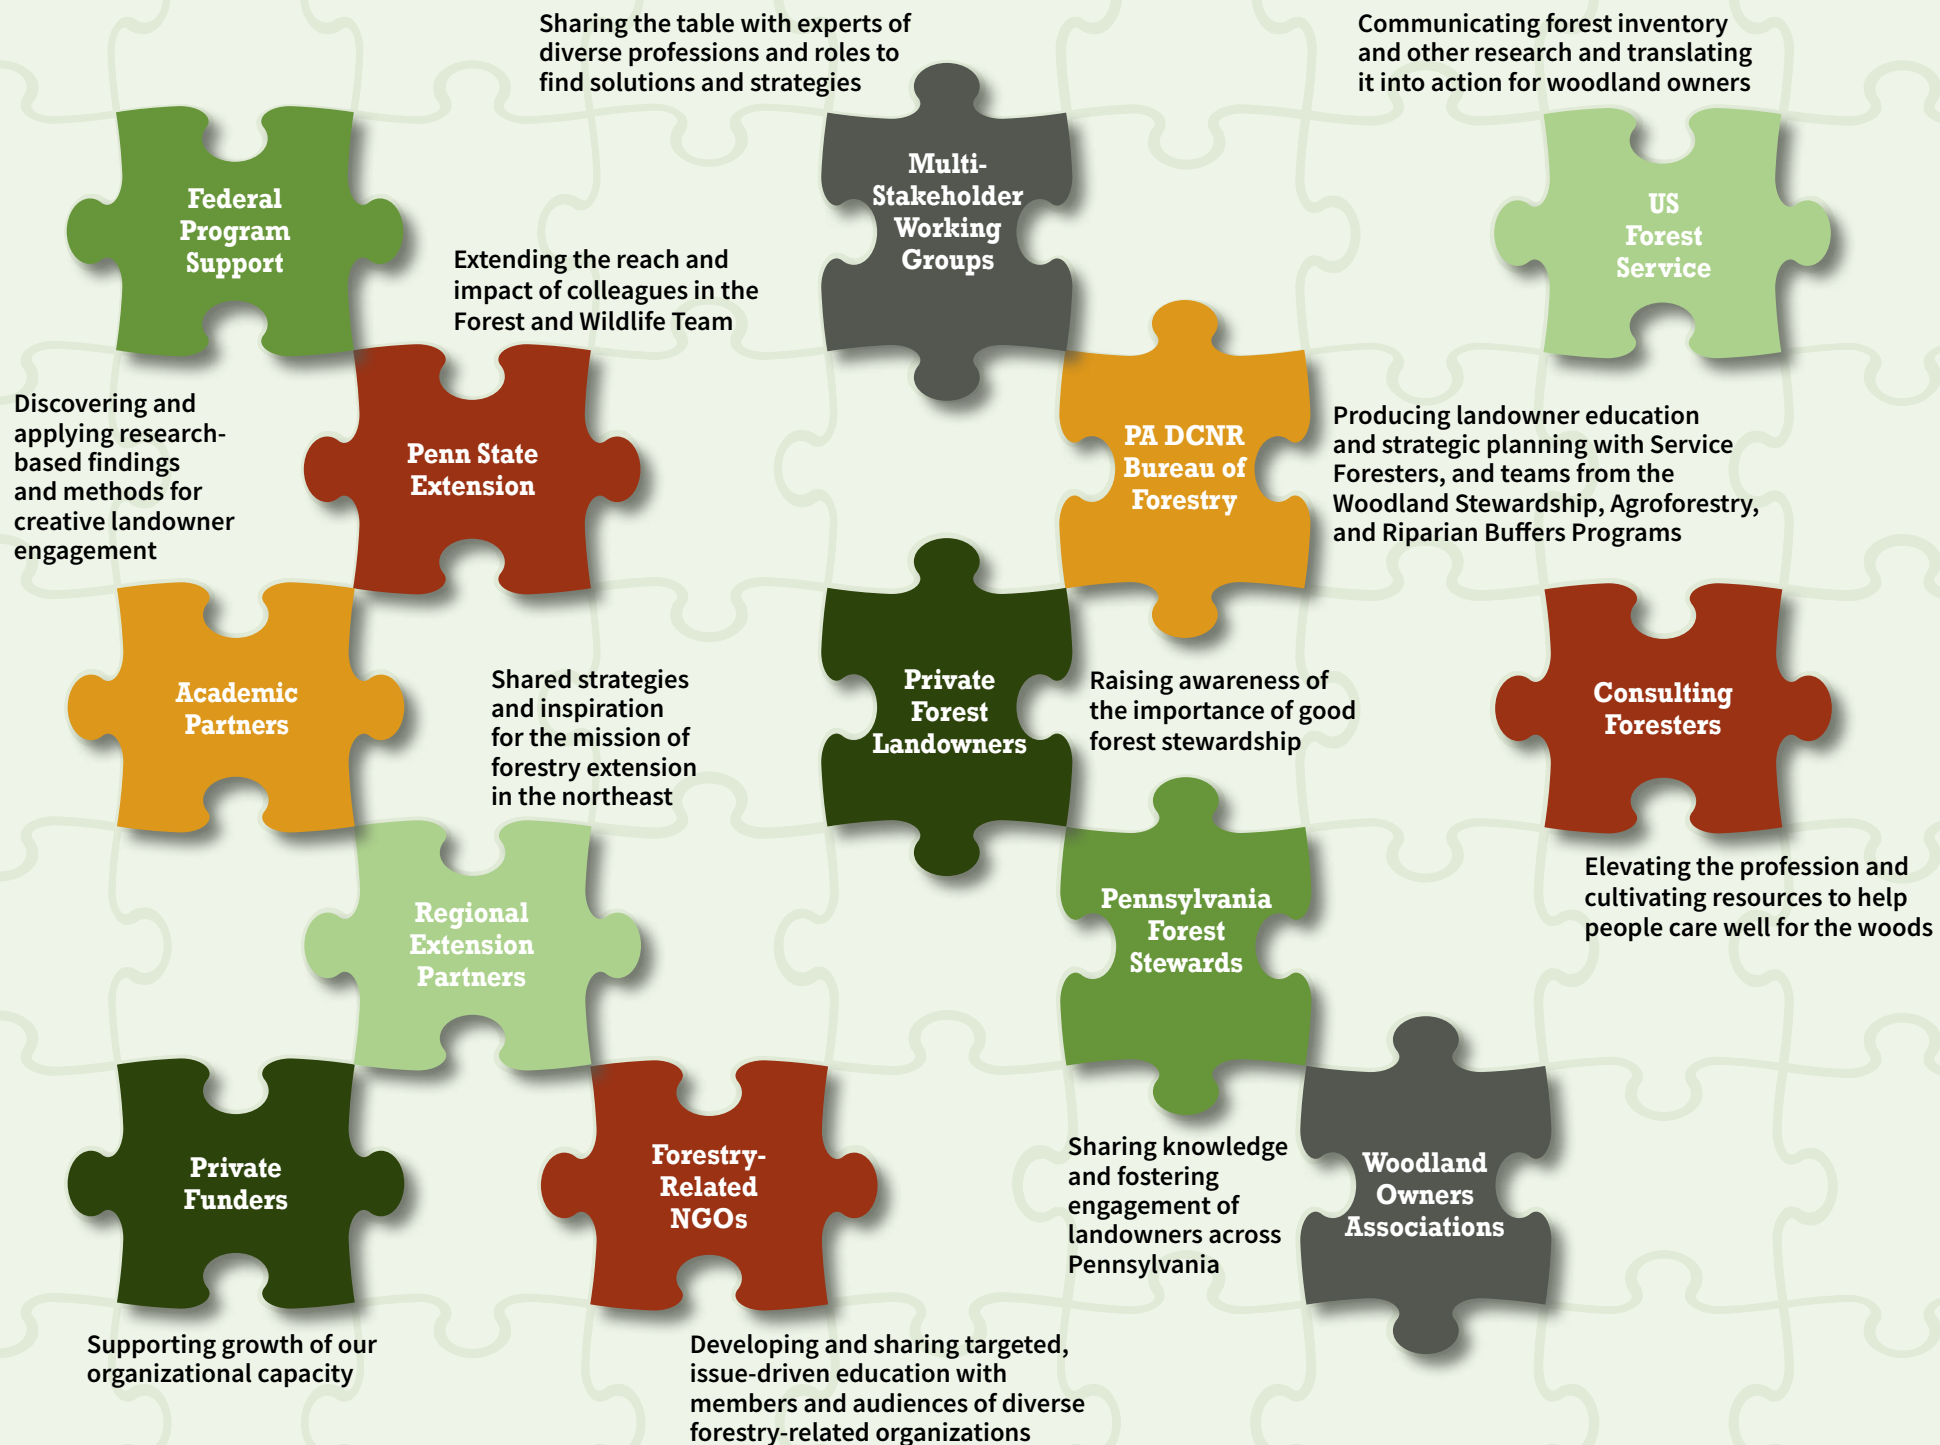 Sharing the table with experts of
diverse professions and roles to
find solutions and strategies
Communicating forest inventory
and other research and translating
it into action for woodland owners
Federal
Program
Support
Multi-
Stakeholder
Working
Groups
US
Forest
Service
Extending the reach and
impact of colleagues in the
Forest and Wildlife Team
Discovering and
applying research-
based findings
and methods for
creative landowner
engagement
Penn State
Extension
PA DCNR
Bureau of
Forestry
Producing landowner education
and strategic planning with Service
Foresters, and teams from the
Woodland Stewardship, Agroforestry,
and Riparian Buffers Programs
Academic
Partners
Shared strategies
and inspiration
for the mission of
forestry extension
in the northeast
Private
Forest
Landowners
Raising awareness of
the importance of good
forest stewardship
Consulting
Foresters
Elevating the profession and
cultivating resources to help
people care well for the woods
Regional
Extension
Partners
Pennsylvania
Forest
Stewards
Private
Funders
Forestry-
Related
NGOs
Sharing knowledge
and fostering
engagement of
landowners across
Pennsylvania
Woodland
Owners
Associations
Supporting growth of our
organizational capacity
Developing and sharing targeted,
issue-driven education with
members and audiences of diverse
forestry-related organizations